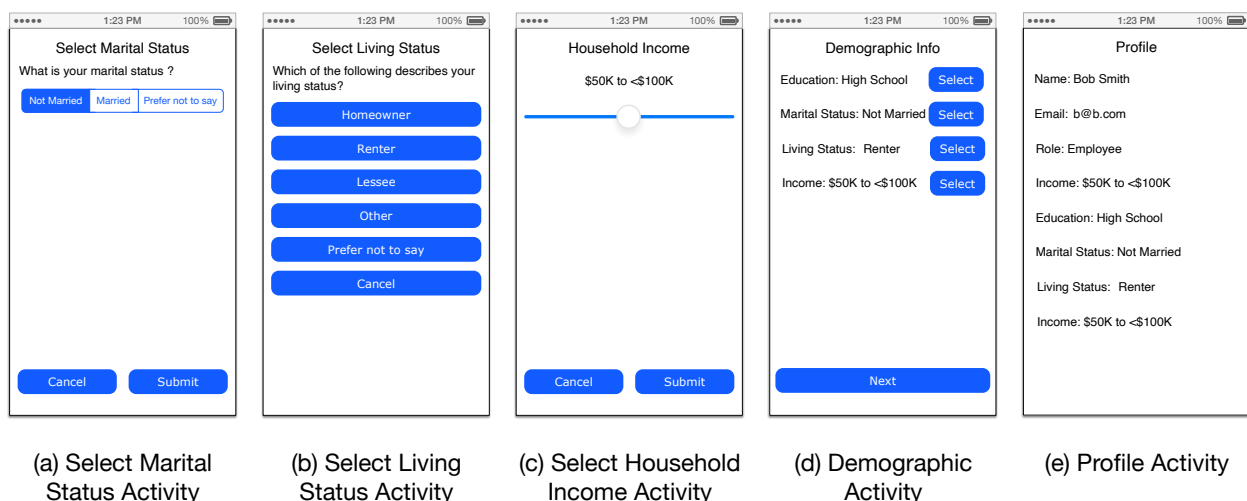 1:23 PM 100%
Select Marital Status
What is your marital status ?
Not Married Married Prefer not to say
Cancel Submit
(a) Select Marital
Status Activity
1:23 PM 100%
Select Living Status
Which of the following describes your
living status?
Homeowner
Renter
Lessee
Other
Prefer not to say
Cancel
(b) Select Living
Status Activity
1:23 PM 100%
Household Income
$50K to <$100K
Cancel Submit
(c) Select Household
Income Activity
1:23 PM 100%
Demographic Info
Education: High School Select
Marital Status: Not Married Select
Living Status: Renter Select
Income: $50K to <$100K Select
Next
(d) Demographic
Activity
1:23 PM 100%
Profile
Name: Bob Smith
Email: b@b.com
Role: Employee
Income: $50K to <$100K
Education: High School
Marital Status: Not Married
Living Status: Renter
Income: $50K to <$100K
(e) Profile Activity